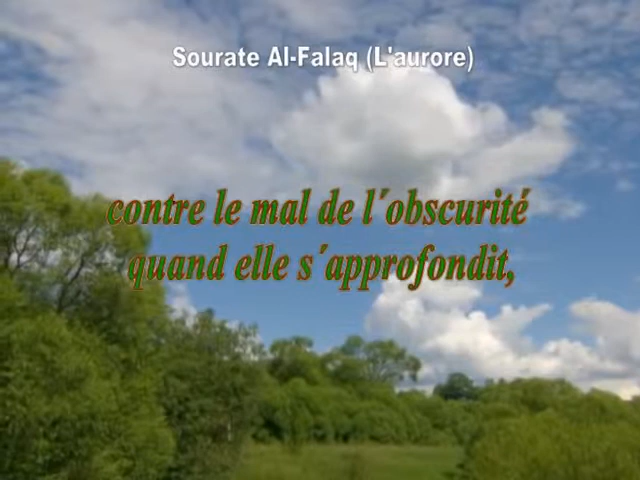 Sourate Al-Falaq (L'aurore)
contre le mal de l´obscurité
quand elle s´approfondit,